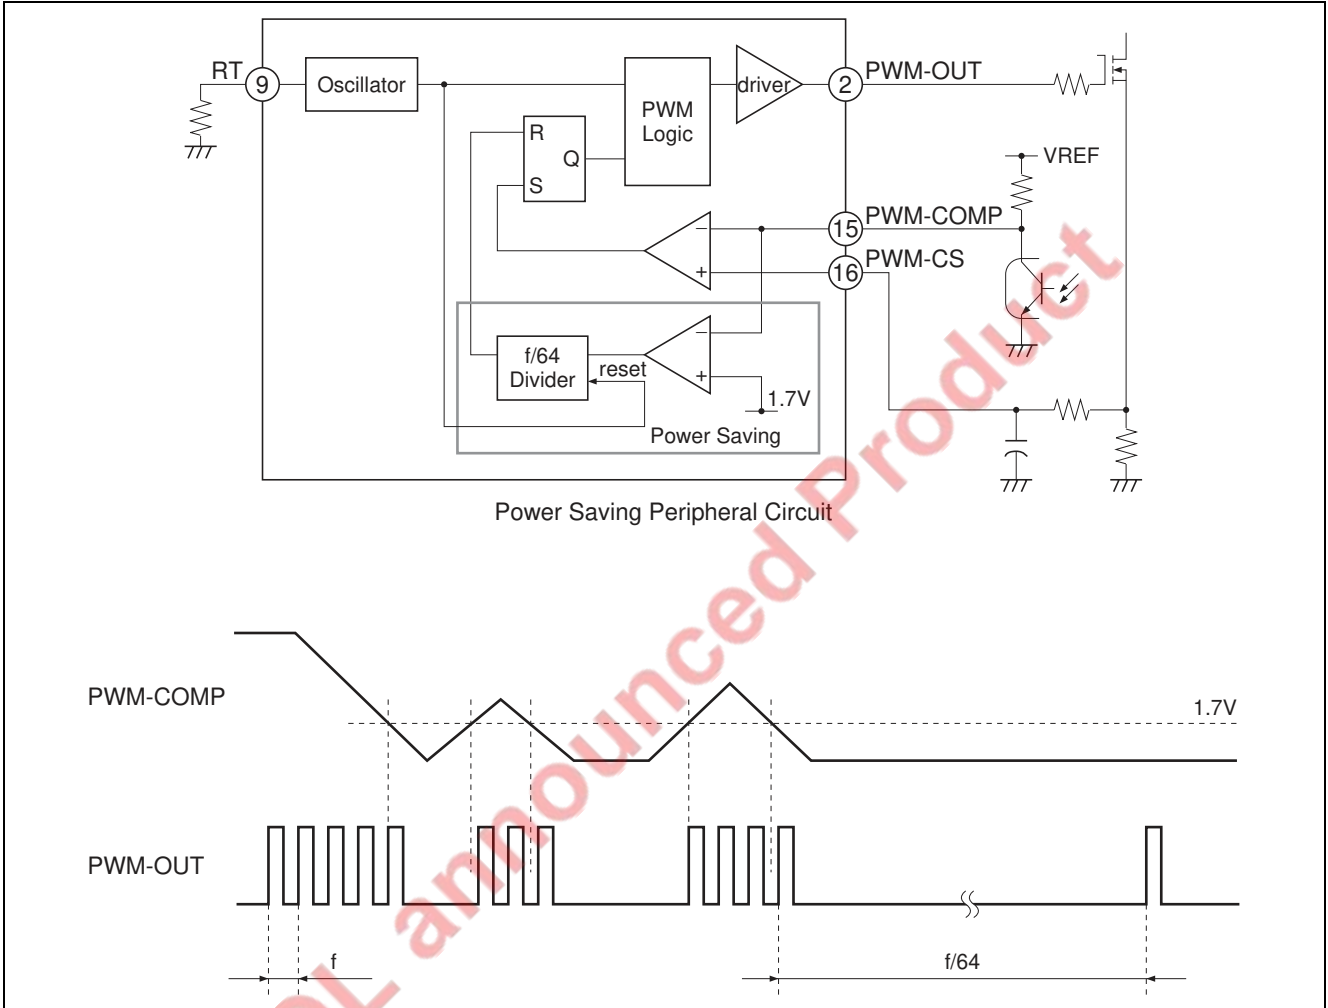 RT
9
Oscillator
PWM
Logic
driver
2
PWM-OUT
R
Q
S
VREF
−
+
15
PWM-COMP
16
PWM-CS
f/64
Divider
reset
−
+
1.7V
Power Saving
Power Saving Peripheral Circuit
PWM-COMP
1.7V
PWM-OUT
f
f/64
OL announced Product